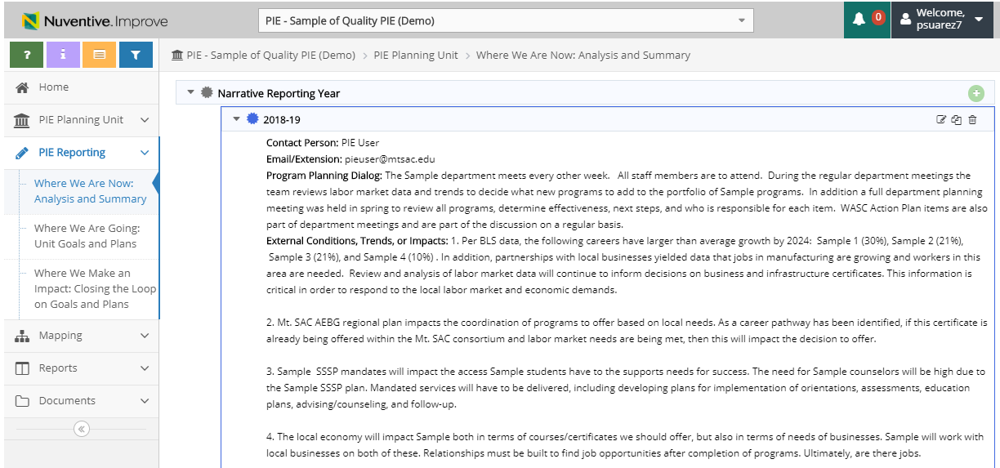 Nuventive.Improve
PIE - Sample of Quality PIE (Demo)
0
Welcome,
psuarez7
?
i
PIE - Sample of Quality PIE (Demo) > PIE Planning Unit > Where We Are Now: Analysis and Summary
Home
PIE Planning Unit
PIE Reporting
Where We Are Now:
Analysis and Summary
Where We Are Going:
Unit Goals and Plans
Where We Make an
Impact: Closing the Loop
on Goals and Plans
Mapping
Reports
Documents
Narrative Reporting Year
2018-19
Contact Person: PIE User
Email/Extension: pieuser@mtsac.edu
Program Planning Dialog: The Sample department meets every other week.   All staff members are to attend.  During the regular department meetings the
team reviews labor market data and trends to decide what new programs to add to the portfolio of Sample programs.  In addition a full department planning
meeting was held in spring to review all programs, determine effectiveness, next steps, and who is responsible for each item.  WASC Action Plan items are also
part of department meetings and are part of the discussion on a regular basis.
External Conditions, Trends, or Impacts: 1. Per BLS data, the following careers have larger than average growth by 2024:  Sample 1 (30%), Sample 2 (21%),
Sample 3 (21%), and Sample 4 (10%) . In addition, partnerships with local businesses yielded data that jobs in manufacturing are growing and workers in this
area are needed.  Review and analysis of labor market data will continue to inform decisions on business and infrastructure certificates. This information is
critical in order to respond to the local labor market and economic demands.
2. Mt. SAC AEBG regional plan impacts the coordination of programs to offer based on local needs. As a career pathway has been identified, if this certificate is
already being offered within the Mt. SAC consortium and labor market needs are being met, then this will impact the decision to offer.
3. Sample  SSSP mandates will impact the access Sample students have to the supports needs for success. The need for Sample counselors will be high due to
the Sample SSSP plan. Mandated services will have to be delivered, including developing plans for implementation of orientations, assessments, education
plans, advising/counseling, and follow-up.
4. The local economy will impact Sample both in terms of courses/certificates we should offer, but also in terms of needs of businesses. Sample will work with
local businesses on both of these. Relationships must be built to find job opportunities after completion of programs. Ultimately, are there jobs.